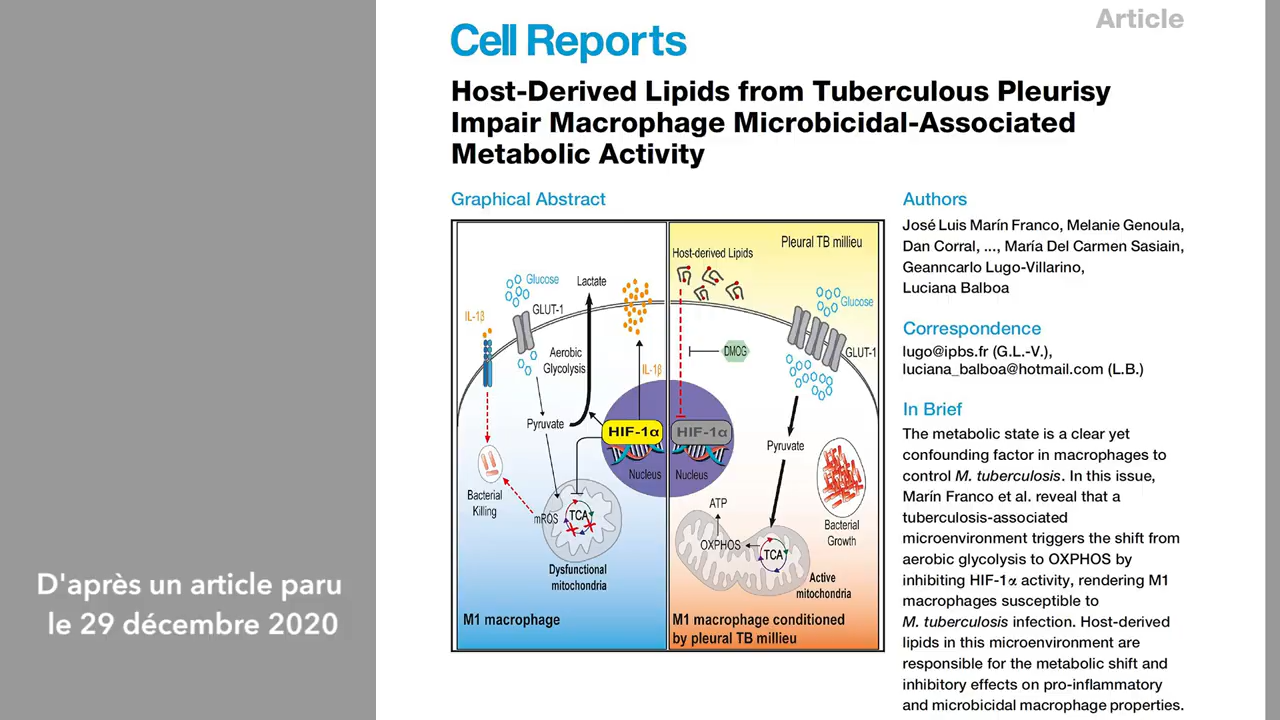 D'après un article paru
le 29 décembre 2020
Article
Cell Reports
Host-Derived Lipids from Tuberculous Pleurisy
Impair Macrophage Microbicidal-Associated
Metabolic Activity
Graphical Abstract
IL-1β
Glucose
GLUT-1
Lactate
Aerobic
Glycolysis
IL-1β
Pyruvate
HIF-1α
Nucleus
Bacterial
Killing
mROS
TCA
Dysfunctional
mitochondria
M1 macrophage
Pleural TB millieu
Host-derived Lipids
Glucose
GLUT-1
DMOG
HIF-1α
Nucleus
Pyruvate
ATP
OXPHOS
TCA
Bacterial
Growth
Active
mitochondria
M1 macrophage conditioned
by pleural TB millieu
Authors
José Luis Marín Franco, Melanie Genoula,
Dan Corral, ..., María Del Carmen Sasiain,
Geanncarlo Lugo-Villarino,
Luciana Balboa
Correspondence
lugo@ipbs.fr (G.L.-V.),
luciana_balboa@hotmail.com (L.B.)
In Brief
The metabolic state is a clear yet
confounding factor in macrophages to
control M. tuberculosis. In this issue,
Marín Franco et al. reveal that a
tuberculosis-associated
microenvironment triggers the shift from
aerobic glycolysis to OXPHOS by
inhibiting HIF-1α activity, rendering M1
macrophages susceptible to
M. tuberculosis infection. Host-derived
lipids in this microenvironment are
responsible for the metabolic shift and
inhibitory effects on pro-inflammatory
and microbicidal macrophage properties.